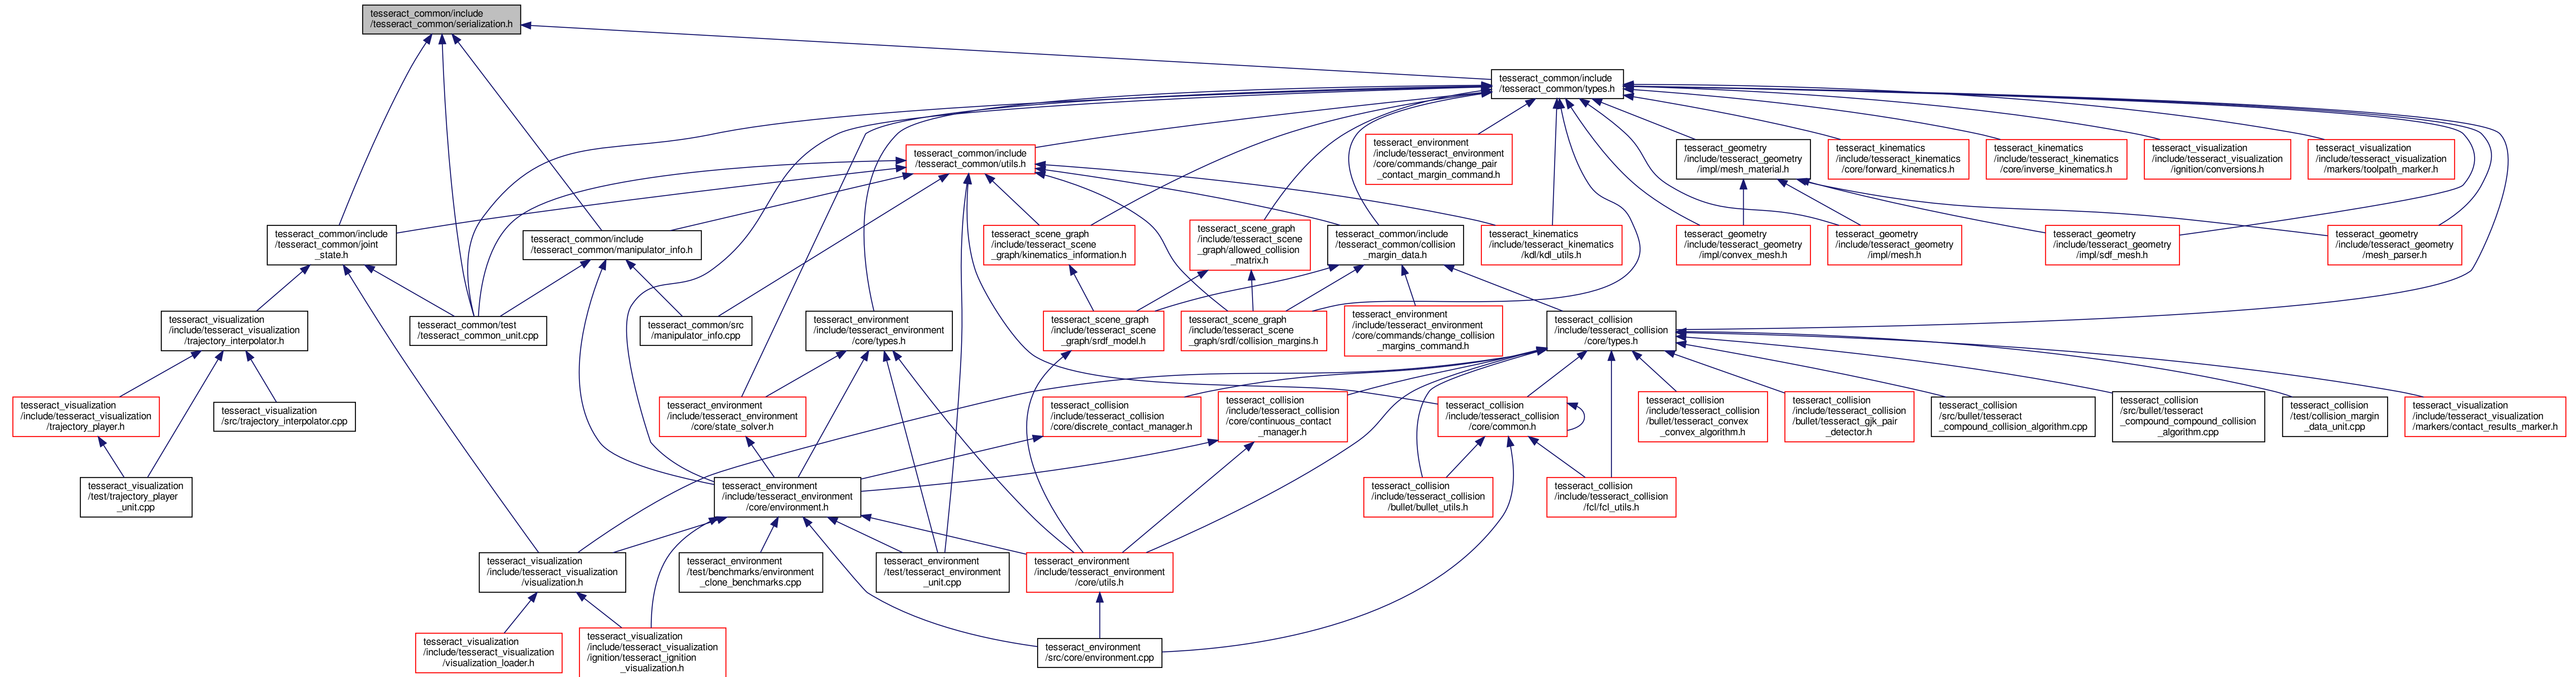 tesseract_common/include
/tesseract_common/serialization.h
tesseract_common/include
/tesseract_common/types.h
tesseract_common/include
/tesseract_common/utils.h
tesseract_environment
/include/tesseract_environment
/core/commands/change_pair
_contact_margin_command.h
tesseract_geometry
/include/tesseract_geometry
/impl/mesh_material.h
tesseract_kinematics
/include/tesseract_kinematics
/core/forward_kinematics.h
tesseract_kinematics
/include/tesseract_kinematics
/core/inverse_kinematics.h
tesseract_visualization
/include/tesseract_visualization
/ignition/conversions.h
tesseract_visualization
/include/tesseract_visualization
/markers/toolpath_marker.h
tesseract_common/include
/tesseract_common/joint
_state.h
tesseract_common/include
/tesseract_common/manipulator_info.h
tesseract_scene_graph
/include/tesseract_scene
_graph/kinematics_information.h
tesseract_scene_graph
/include/tesseract_scene
_graph/allowed_collision
_matrix.h
tesseract_common/include
/tesseract_common/collision
_margin_data.h
tesseract_kinematics
/include/tesseract_kinematics
/kdl/kdl_utils.h
tesseract_geometry
/include/tesseract_geometry
/impl/convex_mesh.h
tesseract_geometry
/include/tesseract_geometry
/impl/mesh.h
tesseract_geometry
/include/tesseract_geometry
/impl/sdf_mesh.h
tesseract_geometry
/include/tesseract_geometry
/mesh_parser.h
tesseract_visualization
/include/tesseract_visualization
/trajectory_interpolator.h
tesseract_common/test
/tesseract_common_unit.cpp
tesseract_common/src
/manipulator_info.cpp
tesseract_environment
/include/tesseract_environment
/core/types.h
tesseract_scene_graph
/include/tesseract_scene
_graph/srdf_model.h
tesseract_scene_graph
/include/tesseract_scene
_graph/srdf/collision_margins.h
tesseract_environment
/include/tesseract_environment
/core/commands/change_collision
_margins_command.h
tesseract_collision
/include/tesseract_collision
/core/types.h
tesseract_visualization
/include/tesseract_visualization
/trajectory_player.h
tesseract_visualization
/src/trajectory_interpolator.cpp
tesseract_environment
/include/tesseract_environment
/core/state_solver.h
tesseract_collision
/include/tesseract_collision
/core/discrete_contact_manager.h
tesseract_collision
/include/tesseract_collision
/core/continuous_contact
_manager.h
tesseract_collision
/include/tesseract_collision
/core/common.h
tesseract_collision
/include/tesseract_collision
/bullet/tesseract_convex
_convex_algorithm.h
tesseract_collision
/include/tesseract_collision
/bullet/tesseract_gjk_pair
_detector.h
tesseract_collision
/src/bullet/tesseract
_compound_collision_algorithm.cpp
tesseract_collision
/src/bullet/tesseract
_compound_compound_collision
_algorithm.cpp
tesseract_collision
/test/collision_margin
_data_unit.cpp
tesseract_visualization
/include/tesseract_visualization
/markers/contact_results_marker.h
tesseract_visualization
/test/trajectory_player
_unit.cpp
tesseract_environment
/include/tesseract_environment
/core/environment.h
tesseract_collision
/include/tesseract_collision
/bullet/bullet_utils.h
tesseract_collision
/include/tesseract_collision
/fcl/fcl_utils.h
tesseract_visualization
/include/tesseract_visualization
/visualization.h
tesseract_environment
/test/benchmarks/environment
_clone_benchmarks.cpp
tesseract_environment
/test/tesseract_environment
_unit.cpp
tesseract_environment
/include/tesseract_environment
/core/utils.h
tesseract_visualization
/include/tesseract_visualization
/visualization_loader.h
tesseract_visualization
/include/tesseract_visualization
/ignition/tesseract_ignition
_visualization.h
tesseract_environment
/src/core/environment.cpp